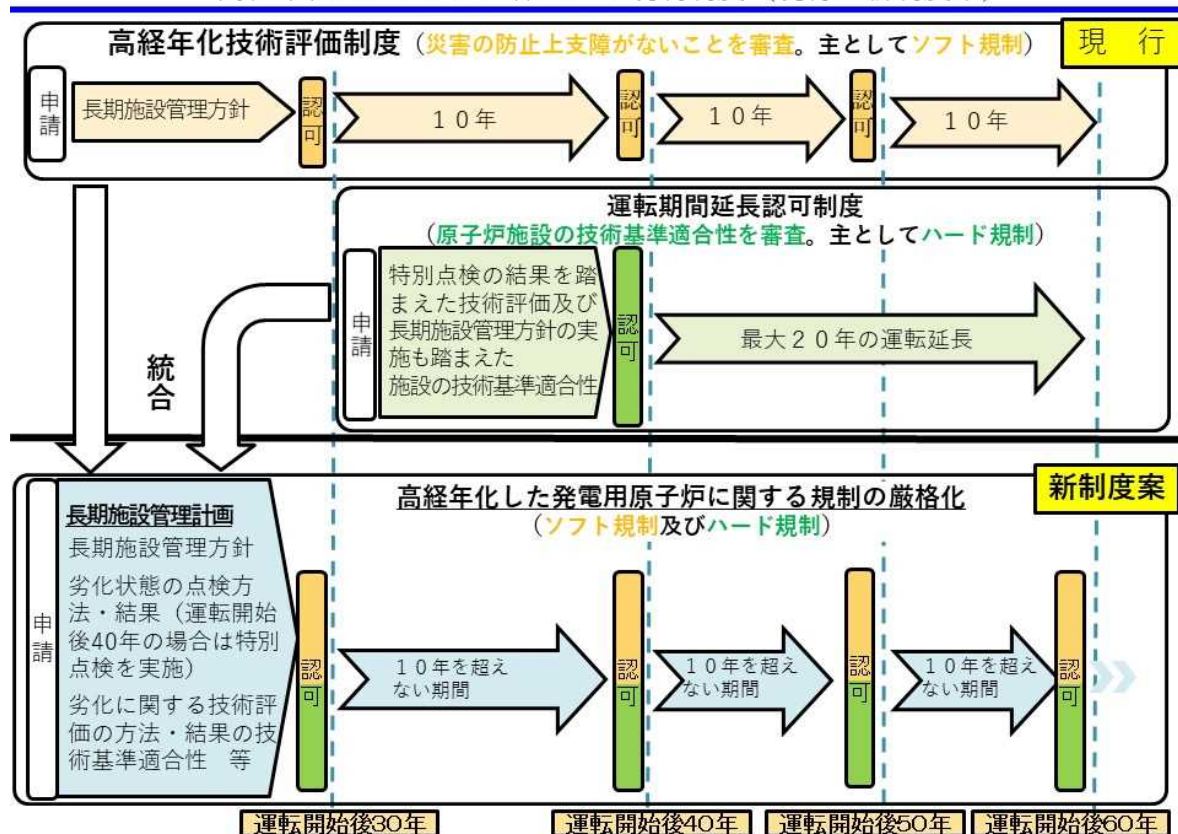 高経年化技術評価制度（災害の防止上支障がないことを審査。主としてソフト規制）
現 行
申請
長期施設管理方針
認可
10年
認可
10年
認可
10年
運転期間延長認可制度
（原子炉施設の技術基準適合性を審査。主としてハード規制）
申請
特別点検の結果を踏
まえた技術評価及び
長期施設管理方針の実
施も踏まえた
施設の技術基準適合性
認可
最大20年の運転延長
統合
新制度案
高経年化した発電用原子炉に関する規制の厳格化
（ソフト規制及びハード規制）
申請
長期施設管理計画
長期施設管理方針
劣化状態の点検方
法・結果（運転開始
後40年の場合は特別
点検を実施）
劣化に関する技術評
価の方法・結果の技
術基準適合性 等
認可
10年を超え
ない期間
認可
10年を超え
ない期間
認可
10年を超え
ない期間
認可
運転開始後30年
運転開始後40年
運転開始後50年
運転開始後60年